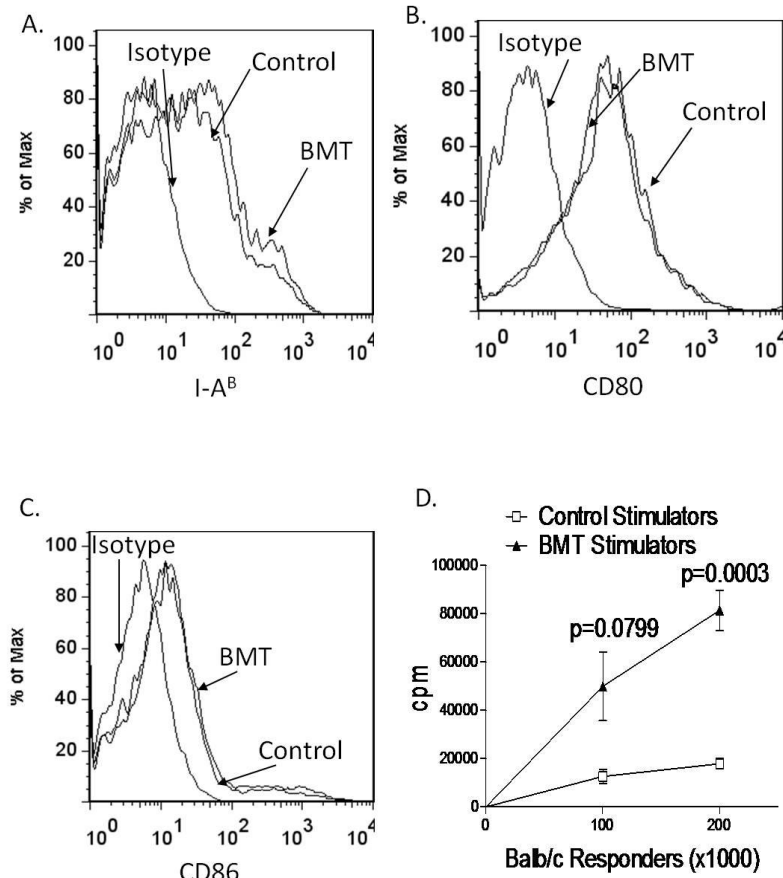 A.
Isotype
Control
BMT
% of Max
100
80
60
40
20
10^0 10^1 10^2 10^3 10^4
I-A^B
B.
Isotype
BMT
Control
% of Max
100
80
60
40
20
10^0 10^1 10^2 10^3 10^4
CD80
C.
Isotype
BMT
Control
% of Max
100
80
60
40
20
10^0 10^1 10^2 10^3 10^4
CD86
D.
Control Stimulators
BMT Stimulators
p=0.0799
p=0.0003
cpm
100000
80000
60000
40000
20000
0
0 100 200
Balb/c Responders (x1000)